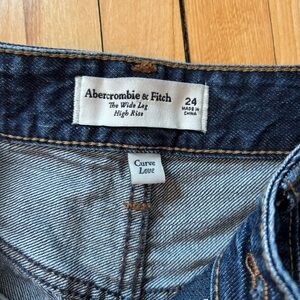 Abercrombie & Fitch
The Wide Leg
High Rise
24
MADE IN
CHINA
Curve
Love